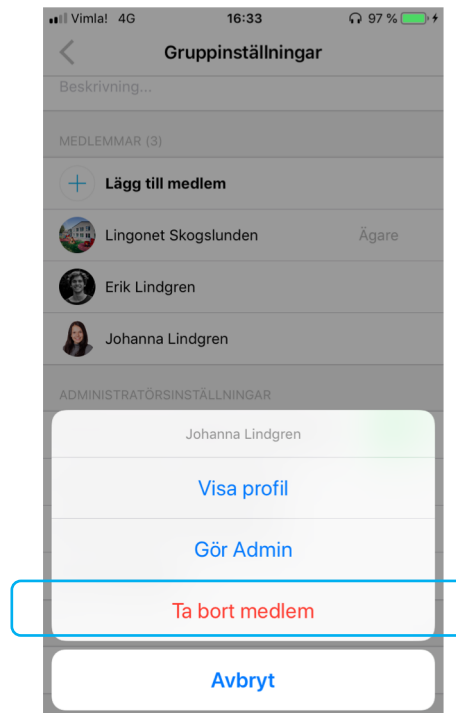 Vimla! 4G 16:33 97 %
Gruppinställningar
Beskrivning...
MEDLEMMAR (3)
Lägg till medlem
Lingonet Skogslunden Ägare
Erik Lindgren
Johanna Lindgren
ADMINISTRATÖRSINSTÄLLNINGAR
Johanna Lindgren
Visa profil
Gör Admin
Ta bort medlem
Avbryt